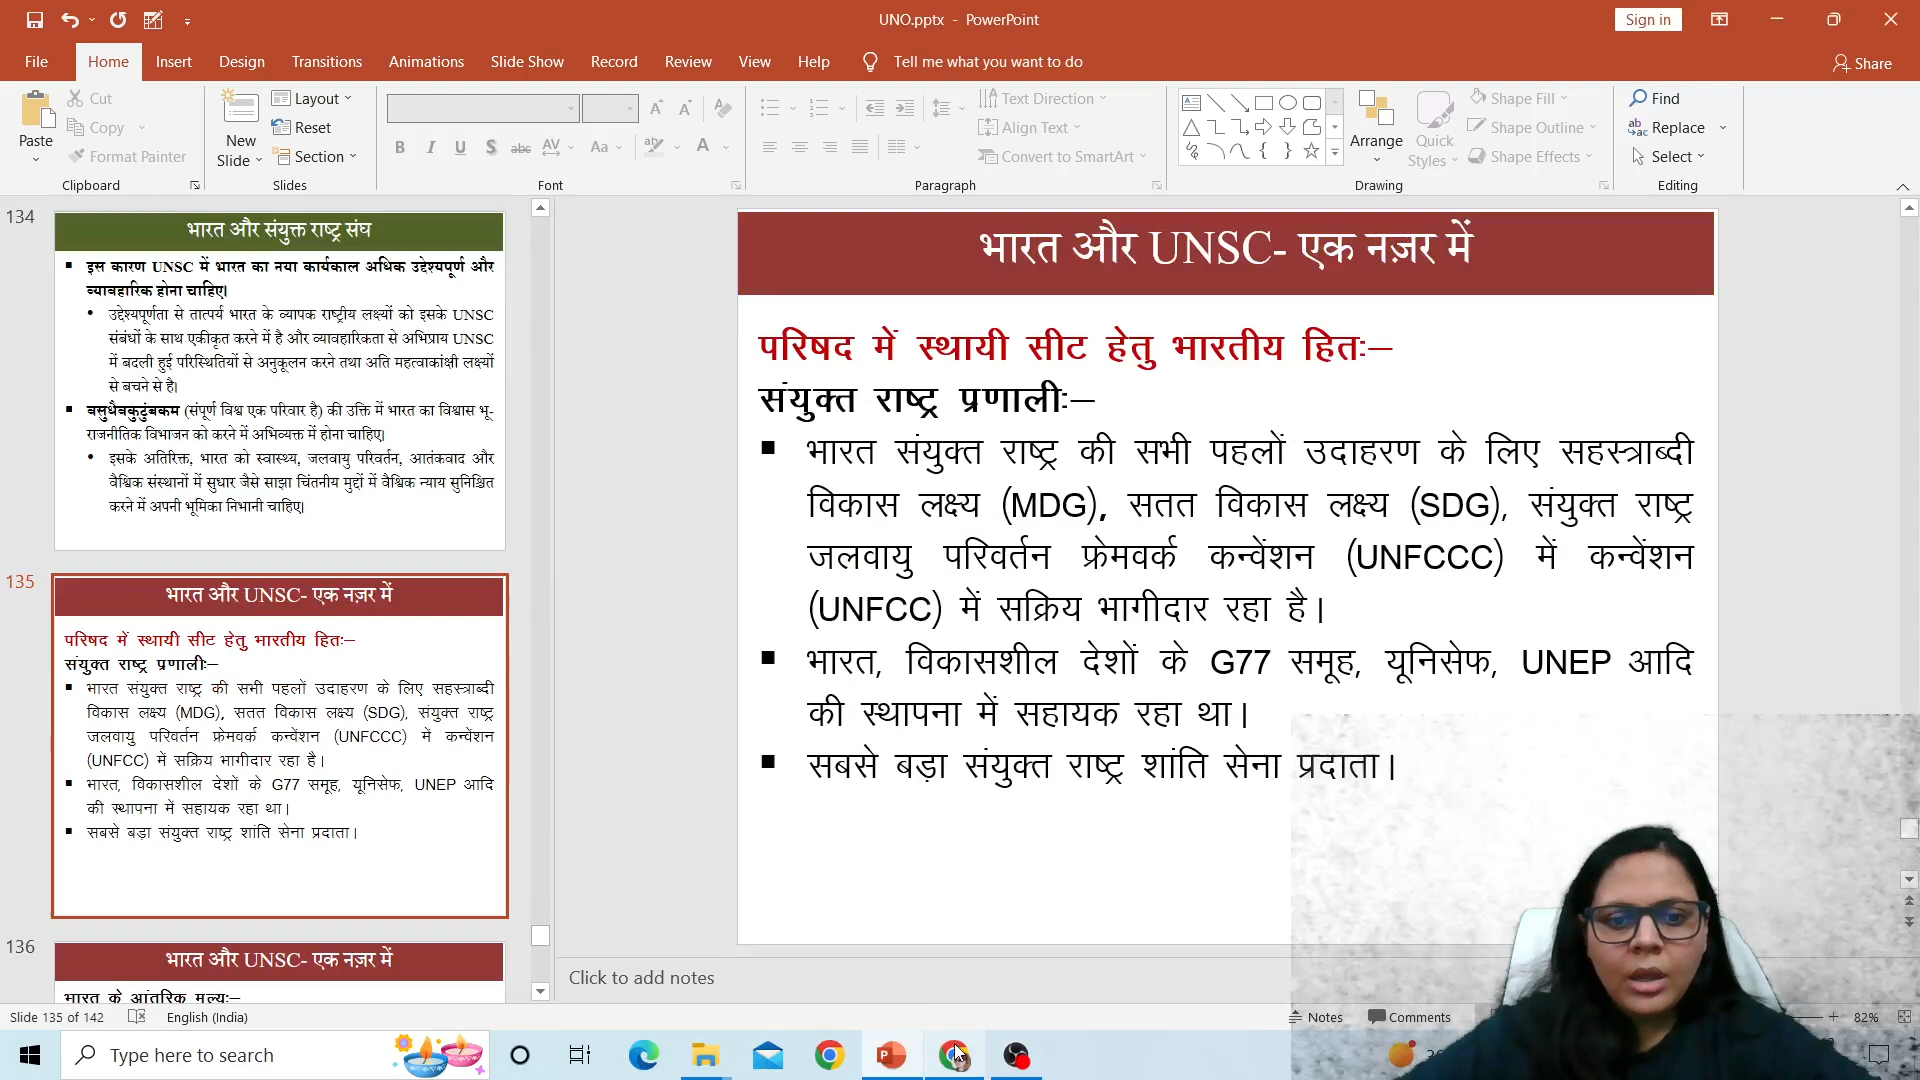 UNO.pptx - PowerPoint
Sign in
File Home Insert Design Transitions Animations Slide Show Record Review View Help Tell me what you want to do Share
Paste Cut Copy Format Painter Clipboard
New Slide Layout Reset Section Slides
B I U S abc AV Aa A Font
Text Direction Align Text Convert to SmartArt Paragraph
Arrange Quick Styles Shape Fill Shape Outline Shape Effects Drawing
Find Replace Select Editing
134
भारत और संयुक्त राष्ट्र संघ
इस कारण UNSC में भारत का नया कार्यकाल अधिक उद्देश्यपूर्ण और
व्यावहारिक होना चाहिए।
उद्देश्यपूर्णता से तात्पर्य भारत के व्यापक राष्ट्रीय लक्ष्यों को इसके UNSC
संबंधों के साथ एकीकृत करने में है और व्यावहारिकता से अभिप्राय UNSC
में बदली हुई परिस्थितियों से अनुकूलन करने तथा अति महत्वाकांक्षी लक्ष्यों
से बचने से है।
वसुधैवकुटुंबकम (संपूर्ण विश्व एक परिवार है) की उक्ति में भारत का विश्वास भू-
राजनीतिक विभाजन को करने में अभिव्यक्त में होना चाहिए।
इसके अतिरिक्त, भारत को स्वास्थ्य, जलवायु परिवर्तन, आतंकवाद और
वैश्विक संस्थानों में सुधार जैसे साझा चिंतनीय मुद्दों में वैश्विक न्याय सुनिश्चित
करने में अपनी भूमिका निभानी चाहिए।
135
भारत और UNSC- एक नज़र में
परिषद में स्थायी सीट हेतु भारतीय हितः–
संयुक्त राष्ट्र प्रणालीः–
भारत संयुक्त राष्ट्र की सभी पहलों उदाहरण के लिए सहस्त्राब्दी
विकास लक्ष्य (MDG), सतत विकास लक्ष्य (SDG), संयुक्त राष्ट्र
जलवायु परिवर्तन फ्रेमवर्क कन्वेंशन (UNFCCC) में कन्वेंशन
(UNFCC) में सक्रिय भागीदार रहा है।
भारत, विकासशील देशों के G77 समूह, यूनिसेफ, UNEP आदि
की स्थापना में सहायक रहा था।
सबसे बड़ा संयुक्त राष्ट्र शांति सेना प्रदाता।
136
भारत और UNSC- एक नज़र में
भारत के आंतरिक मूल्यः–
भारत और UNSC- एक नज़र में
परिषद में स्थायी सीट हेतु भारतीय हितः–
संयुक्त राष्ट्र प्रणालीः–
भारत संयुक्त राष्ट्र की सभी पहलों उदाहरण के लिए सहस्त्राब्दी
विकास लक्ष्य (MDG), सतत विकास लक्ष्य (SDG), संयुक्त राष्ट्र
जलवायु परिवर्तन फ्रेमवर्क कन्वेंशन (UNFCCC) में कन्वेंशन
(UNFCC) में सक्रिय भागीदार रहा है।
भारत, विकासशील देशों के G77 समूह, यूनिसेफ, UNEP आदि
की स्थापना में सहायक रहा था।
सबसे बड़ा संयुक्त राष्ट्र शांति सेना प्रदाता।
Click to add notes
Slide 135 of 142 English (India) Notes Comments 82%
Type here to search